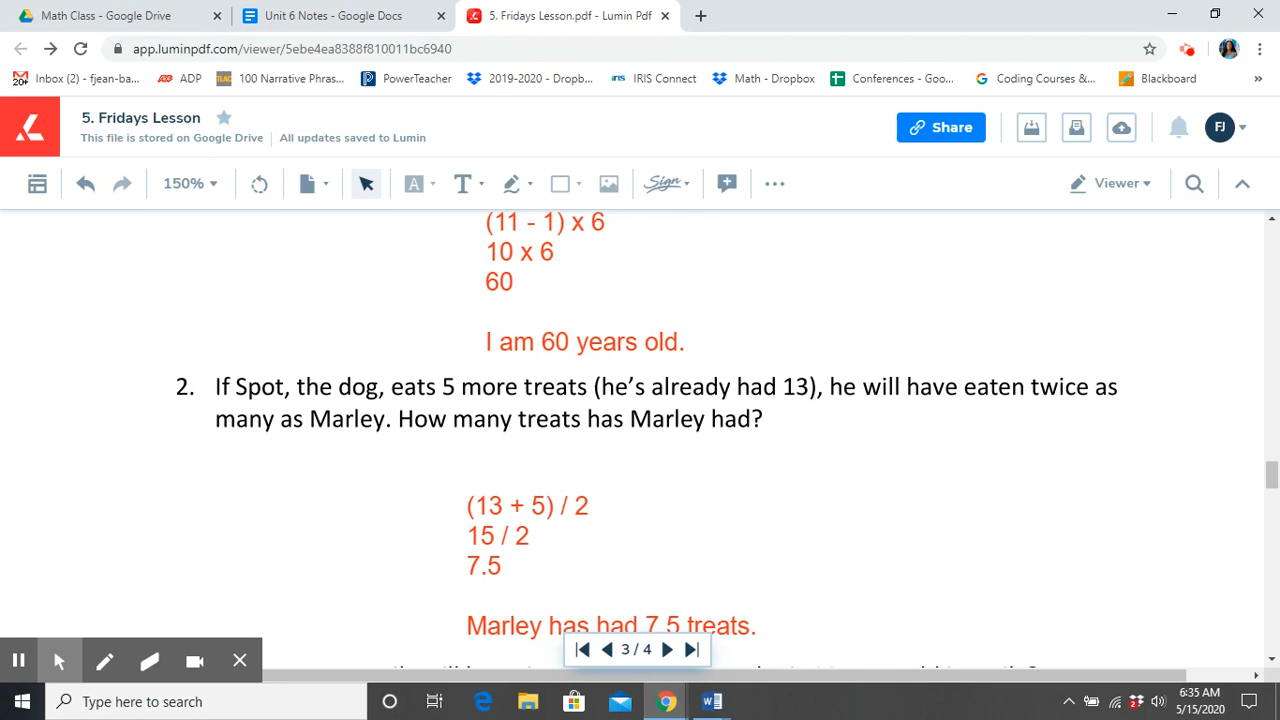 Math Class - Google Drive
Unit 6 Notes - Google Docs
5. Fridays Lesson.pdf - Lumin Pdf
app.luminpdf.com/viewer/5ebe4ea8388f810011bc6940
Inbox (2) - fjean-ba...
ADP
100 Narrative Phras...
PowerTeacher
2019-2020 - Dropb...
IRIS Connect
Math - Dropbox
Conferences - Goo...
Coding Courses &...
Blackboard
»
5. Fridays Lesson
This file is stored on Google Drive
All updates saved to Lumin
Share
FJ
150%
A
T
Sign
Viewer
(11 - 1) x 6
10 x 6
60
I am 60 years old.
2. If Spot, the dog, eats 5 more treats (he's already had 13), he will have eaten twice as
many as Marley. How many treats has Marley had?
(13 + 5) / 2
15 / 2
7.5
Marley has had 7.5 treats.
3 / 4
Type here to search
6:35 AM
5/15/2020